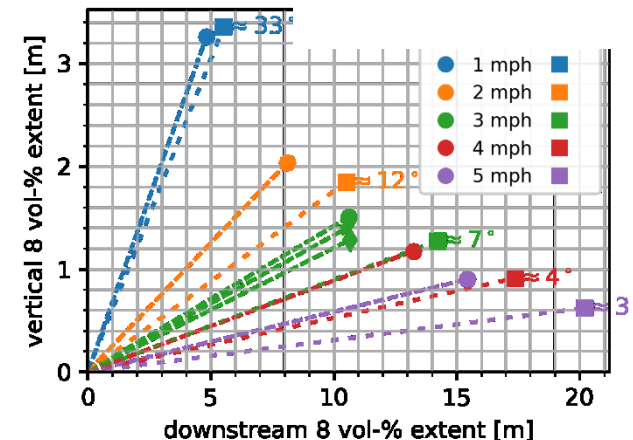 vertical 8 vol-% extent [m]
3
2
1
0
≈ 33°
≈ 12°
≈ 7°
≈ 4°
≈ 3
1 mph
2 mph
3 mph
4 mph
5 mph
0 5 10 15 20
downstream 8 vol-% extent [m]